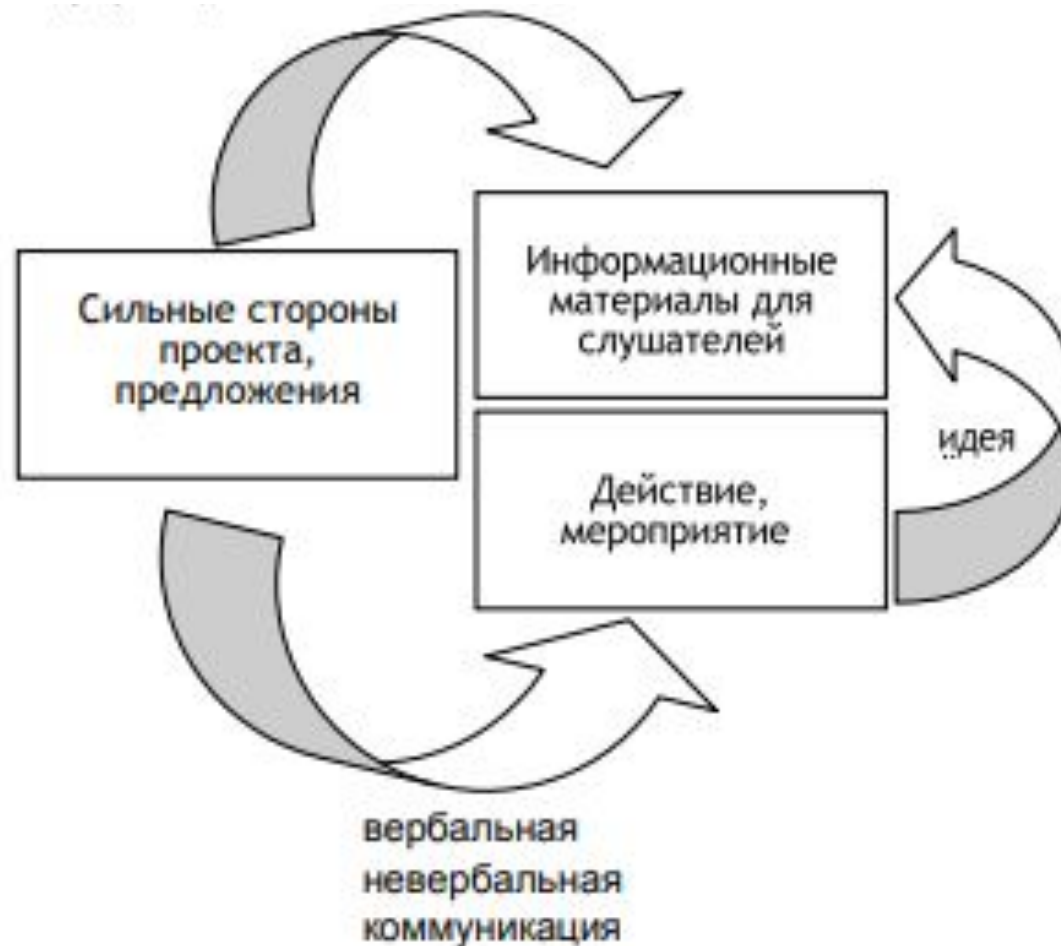 Сильные стороны
проекта,
предложения
Информационные
материалы для
слушателей
идея
Действие,
мероприятие
вербальная
невербальная
коммуникация